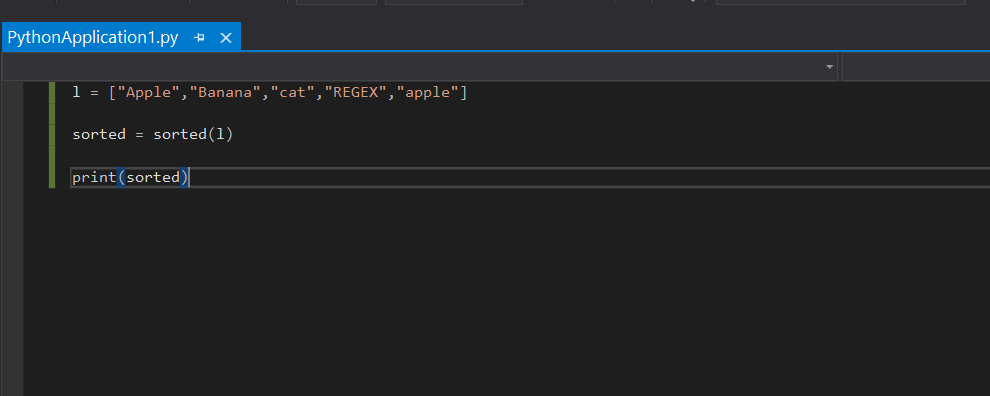 PythonApplication1.py
l = ["Apple","Banana","cat","REGEX","apple"]
sorted = sorted(l)
print(sorted)